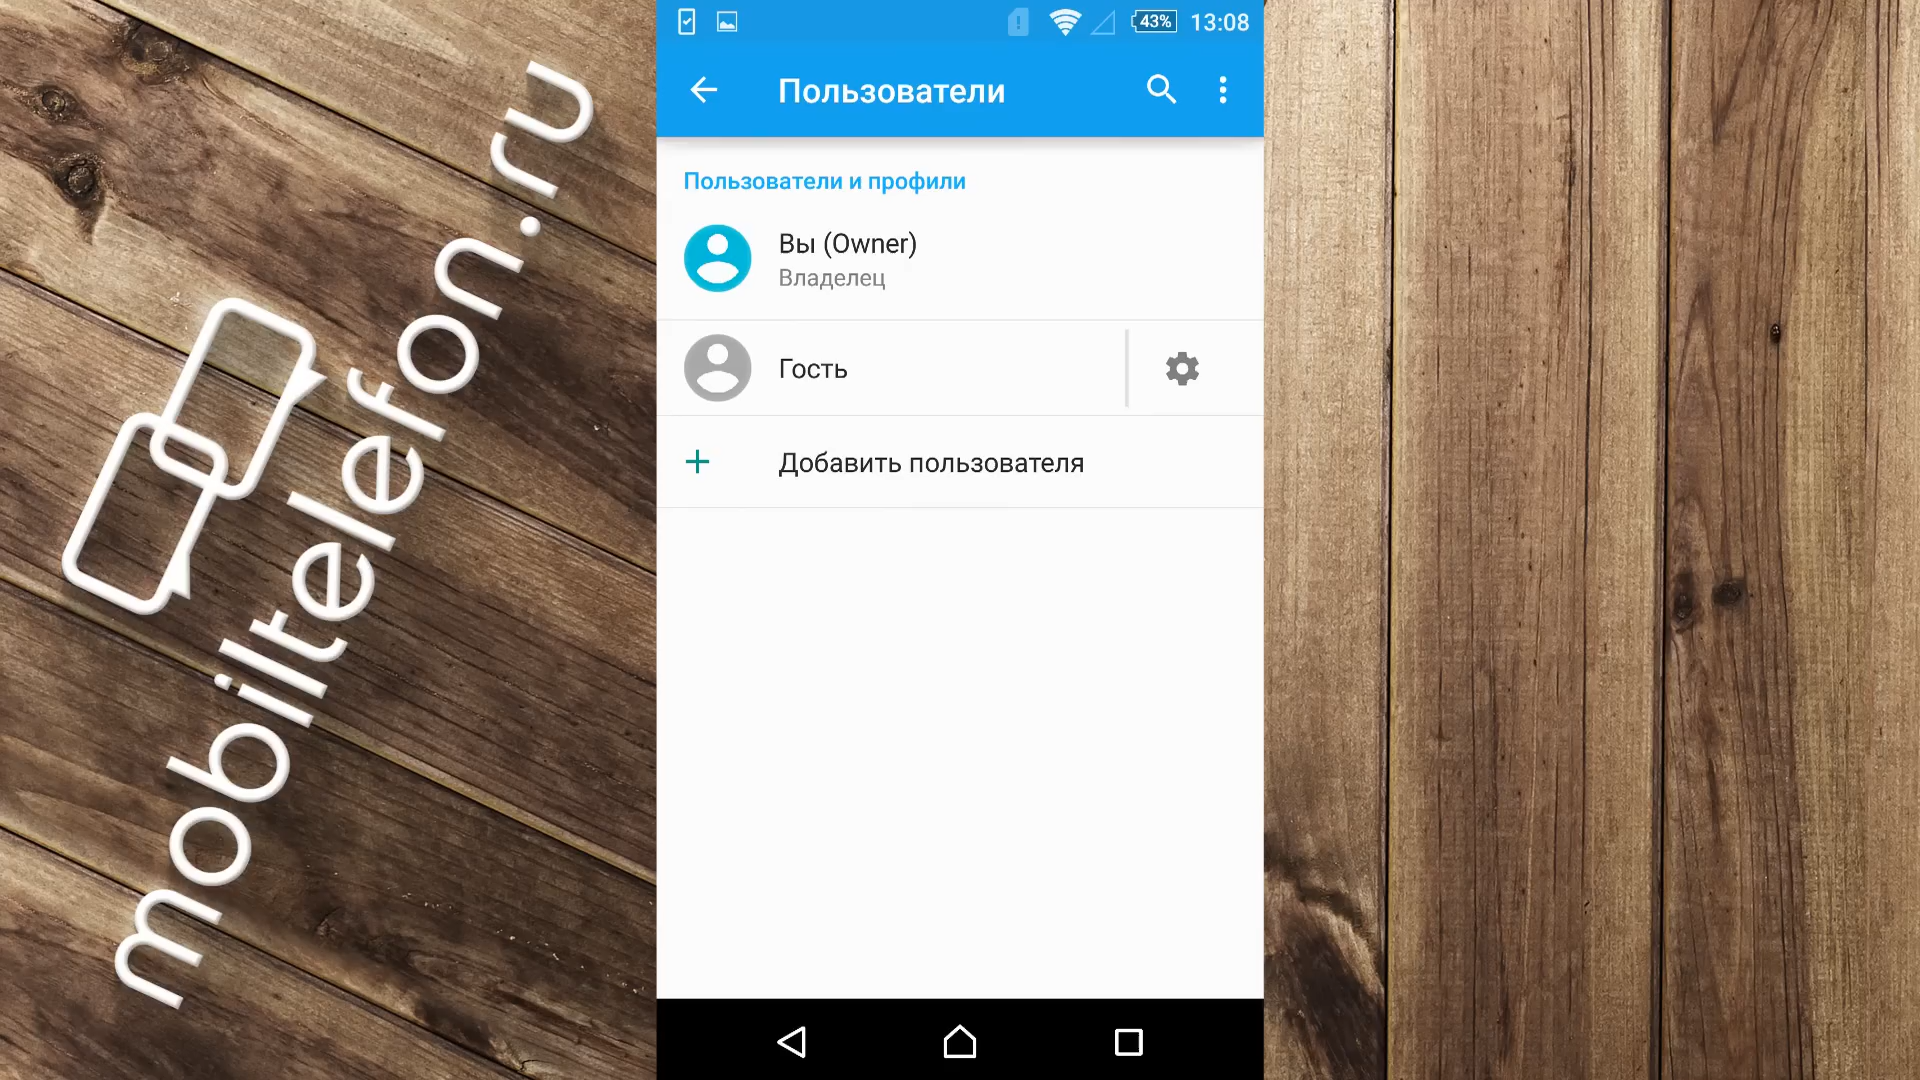 mobiltelefon.ru
43%
13:08
Пользователи
Пользователи и профили
Вы (Owner)
Владелец
Гость
Добавить пользователя